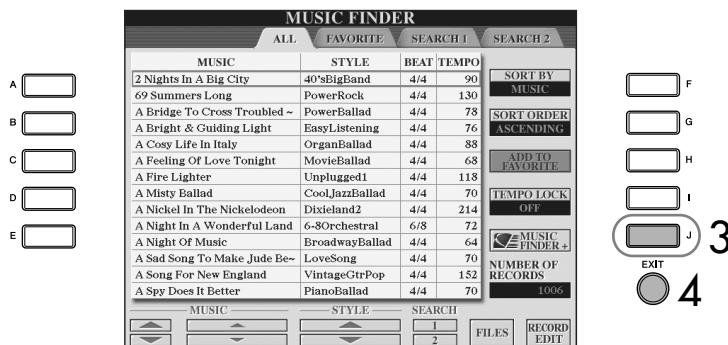 MUSIC FINDER
ALL FAVORITE SEARCH 1 SEARCH 2
MUSIC STYLE BEAT TEMPO
2 Nights In A Big City 40'sBigBand 4/4 90
69 Summers Long PowerRock 4/4 130
A Bridge To Cross Troubled ~ PowerBallad 4/4 78
A Bright & Guiding Light EasyListening 4/4 76
A Cosy Life In Italy OrganBallad 4/4 88
A Feeling Of Love Tonight MovieBallad 4/4 68
A Fire Lighter Unplugged1 4/4 118
A Misty Ballad CoolJazzBallad 4/4 70
A Nickel In The Nickelodeon Dixieland2 4/4 214
A Night In A Wonderful Land 6-8Orchestral 6/8 72
A Night Of Music BroadwayBallad 4/4 64
A Sad Song To Make Jude Be~ LoveSong 4/4 70
A Song For New England VintageGtrPop 4/4 152
A Spy Does It Better PianoBallad 4/4 70
SORT BY
MUSIC
SORT ORDER
ASCENDING
ADD TO
FAVORITE
TEMPO LOCK
OFF
MUSIC
FINDER +
NUMBER OF
RECORDS
1006
MUSIC STYLE SEARCH
1
2
FILES
RECORD
EDIT
A
B
C
D
E
F
G
H
I
J
3
EXIT
4